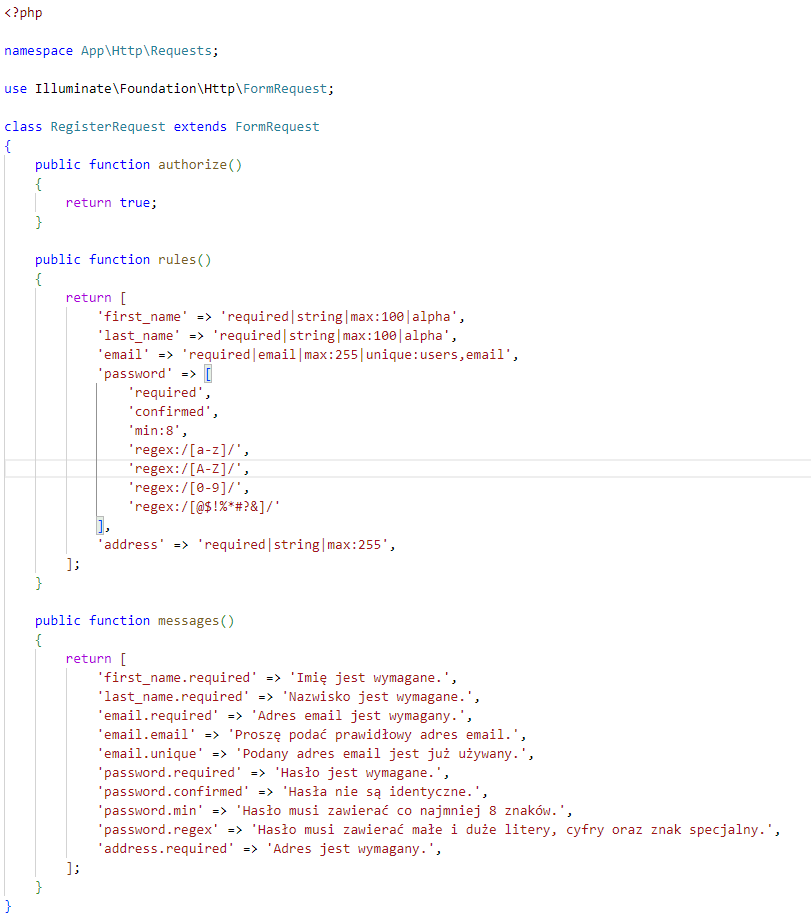 <?php
namespace App\Http\Requests;
use Illuminate\Foundation\Http\FormRequest;
class RegisterRequest extends FormRequest
{
    public function authorize()
    {
        return true;
    }
    public function rules()
    {
        return [
            'first_name' => 'required|string|max:100|alpha',
            'last_name' => 'required|string|max:100|alpha',
            'email' => 'required|email|max:255|unique:users,email',
            'password' => [
                'required',
                'confirmed',
                'min:8',
                'regex:/[a-z]/',
                'regex:/[A-Z]/',
                'regex:/[0-9]/',
                'regex:/[@$!%*#?&]/'
            ],
            'address' => 'required|string|max:255',
        ];
    }
    public function messages()
    {
        return [
            'first_name.required' => 'Imię jest wymagane.',
            'last_name.required' => 'Nazwisko jest wymagane.',
            'email.required' => 'Adres email jest wymagany.',
            'email.email' => 'Proszę podać prawidłowy adres email.',
            'email.unique' => 'Podany adres email jest już używany.',
            'password.required' => 'Hasło jest wymagane.',
            'password.confirmed' => 'Hasła nie są identyczne.',
            'password.min' => 'Hasło musi zawierać co najmniej 8 znaków.',
            'password.regex' => 'Hasło musi zawierać małe i duże litery, cyfry oraz znak specjalny.',
            'address.required' => 'Adres jest wymagany.',
        ];
    }
}